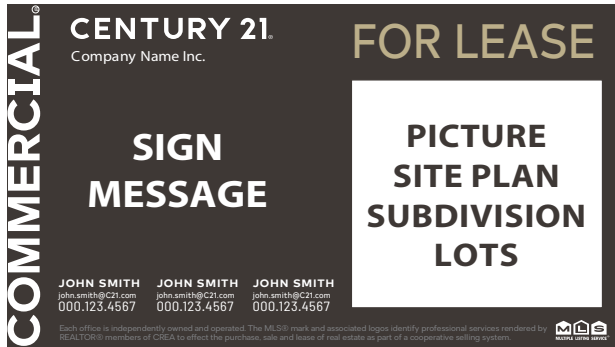 COMMERCIAL®
CENTURY 21®
Company Name Inc.
FOR LEASE
SIGN
MESSAGE
PICTURE
SITE PLAN
SUBDIVISION
LOTS
JOHN SMITH
john.smith@C21.com
000.123.4567
JOHN SMITH
john.smith@C21.com
000.123.4567
JOHN SMITH
john.smith@C21.com
000.123.4567
Each office is independently owned and operated. The MLS® mark and associated logos identify professional services rendered by
REALTOR® members of CREA to effect the purchase, sale and lease of real estate as part of a cooperative selling system.
MLS
MULTIPLE LISTING SERVICE®